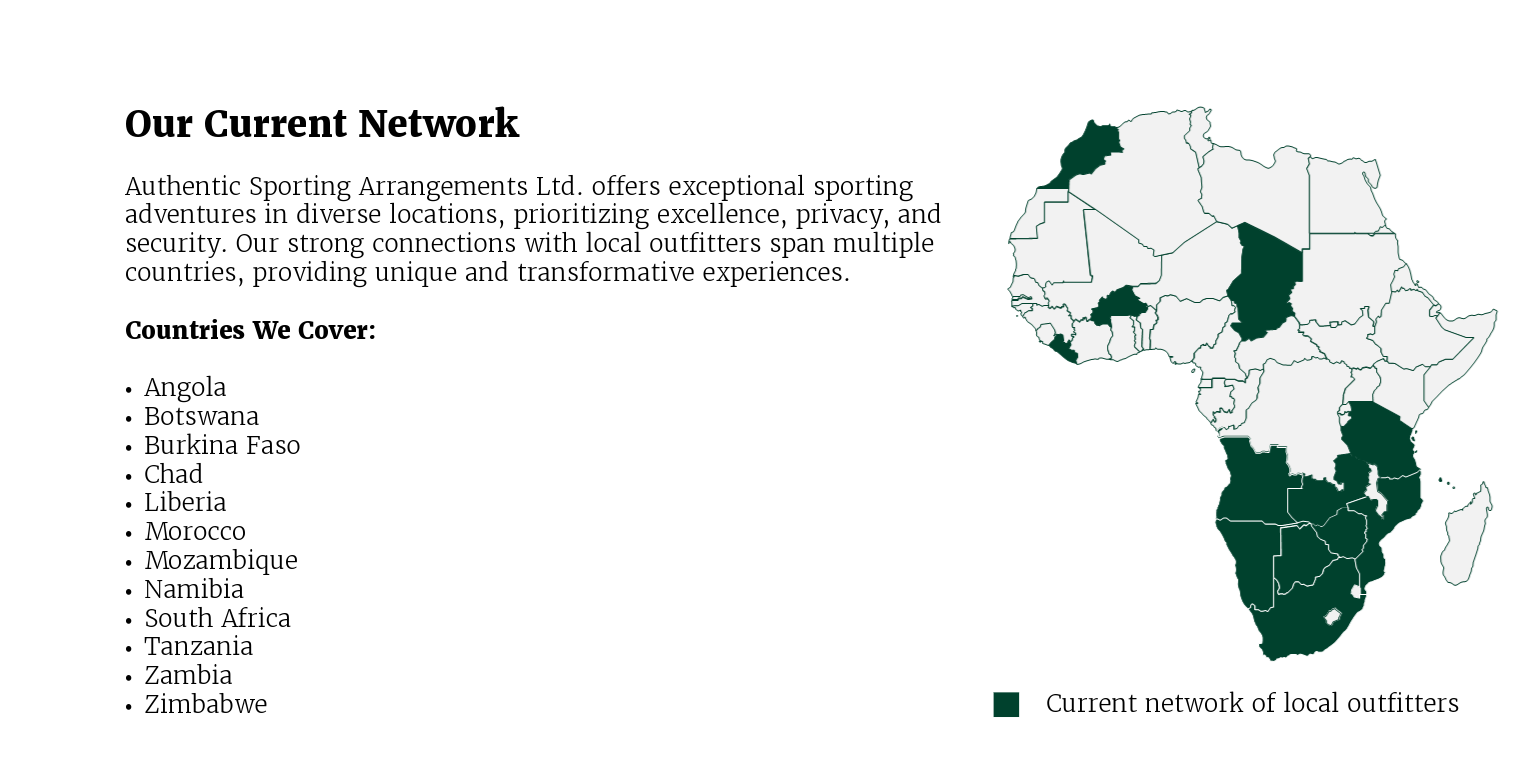 Our Current Network
Authentic Sporting Arrangements Ltd. offers exceptional sporting
adventures in diverse locations, prioritizing excellence, privacy, and
security. Our strong connections with local outfitters span multiple
countries, providing unique and transformative experiences.
Countries We Cover:
• Angola
• Botswana
• Burkina Faso
• Chad
• Liberia
• Morocco
• Mozambique
• Namibia
• South Africa
• Tanzania
• Zambia
• Zimbabwe
Current network of local outfitters